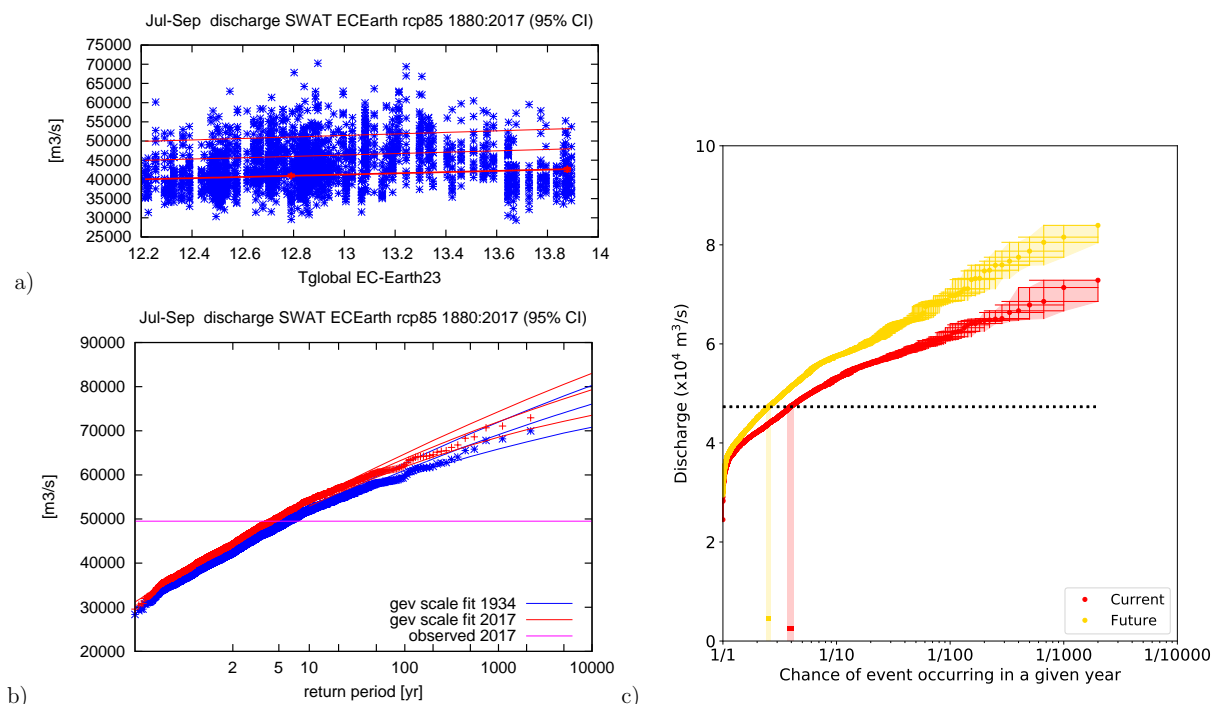 Jul-Sep discharge SWAT ECEarth rcp85 1880:2017 (95% CI)
75000
70000
65000
60000
55000
50000
45000
40000
35000
30000
25000
[m3/s]
12.2 12.4 12.6 12.8 13 13.2 13.4 13.6 13.8 14
Tglobal EC-Earth23
a)
Jul-Sep discharge SWAT ECEarth rcp85 1880:2017 (95% CI)
90000
80000
70000
60000
50000
40000
30000
20000
[m3/s]
gev scale fit 1934
gev scale fit 2017
observed 2017
2 5 10 100 1000 10000
return period [yr]
b)
10
8
6
4
2
0
Discharge (x10⁴ m³/s)
Current
Future
1/1 1/10 1/100 1/1000 1/10000
Chance of event occurring in a given year
c)